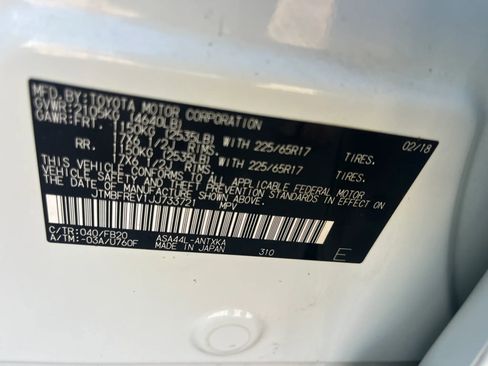 MFD.BY:TOYOTA MOTOR CORPORATION 02/18
GVWR:2105KG (4640LB)
GAWR:FRT. 1150KG (2535LB) WITH 225/65R17 TIRES.
17X6 1/2J RIMS.
RR. 1150KG (2535LB) WITH 225/65R17 TIRES.
17X6 1/2J RIMS.
THIS VEHICLE CONFORMS TO ALL APPLICABLE FEDERAL MOTOR
VEHICLE SAFETY STANDARDS IN EFFECT ON THE
DATE OF MANUFACTURE SHOWN ABOVE.
JTMBFREV1JJ733721 MPV
C/TR:040/FB20 ASA44L-ANTXKA 310 E
A/TM:-03A/U760F MADE IN JAPAN